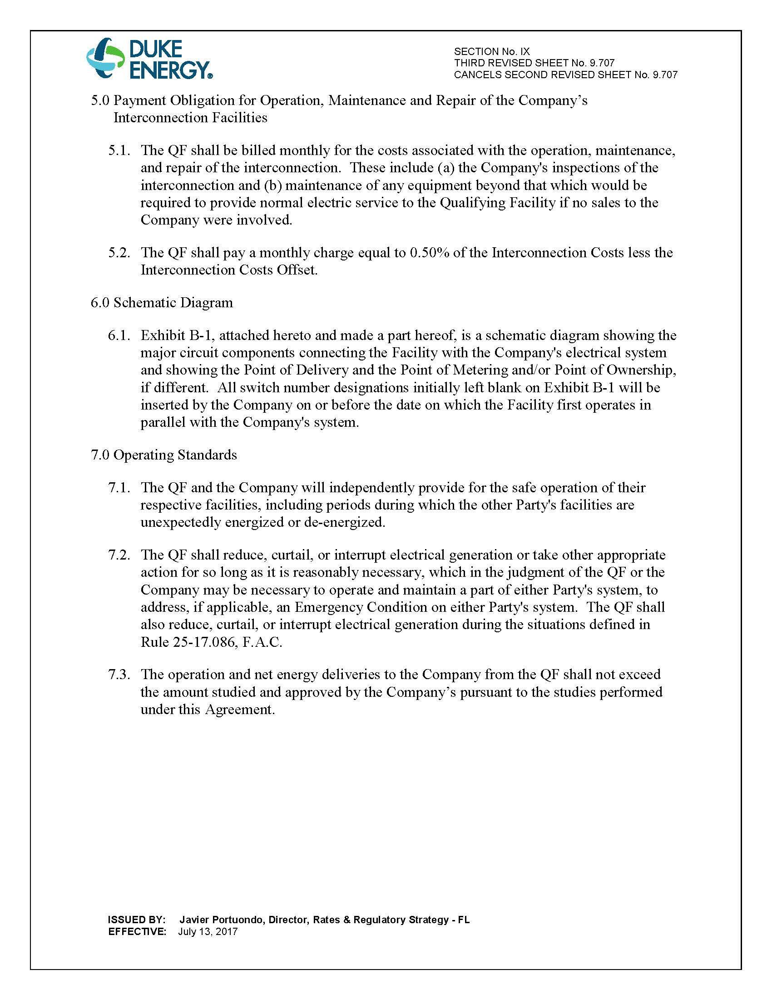 DUKE
ENERGY®
SECTION No. IX
THIRD REVISED SHEET No. 9.707
CANCELS SECOND REVISED SHEET No. 9.707
5.0 Payment Obligation for Operation, Maintenance and Repair of the Company’s
Interconnection Facilities
5.1. The QF shall be billed monthly for the costs associated with the operation, maintenance,
and repair of the interconnection. These include (a) the Company's inspections of the
interconnection and (b) maintenance of any equipment beyond that which would be
required to provide normal electric service to the Qualifying Facility if no sales to the
Company were involved.
5.2. The QF shall pay a monthly charge equal to 0.50% of the Interconnection Costs less the
Interconnection Costs Offset.
6.0 Schematic Diagram
6.1. Exhibit B-1, attached hereto and made a part hereof, is a schematic diagram showing the
major circuit components connecting the Facility with the Company's electrical system
and showing the Point of Delivery and the Point of Metering and/or Point of Ownership,
if different. All switch number designations initially left blank on Exhibit B-1 will be
inserted by the Company on or before the date on which the Facility first operates in
parallel with the Company's system.
7.0 Operating Standards
7.1. The QF and the Company will independently provide for the safe operation of their
respective facilities, including periods during which the other Party's facilities are
unexpectedly energized or de-energized.
7.2. The QF shall reduce, curtail, or interrupt electrical generation or take other appropriate
action for so long as it is reasonably necessary, which in the judgment of the QF or the
Company may be necessary to operate and maintain a part of either Party's system, to
address, if applicable, an Emergency Condition on either Party's system. The QF shall
also reduce, curtail, or interrupt electrical generation during the situations defined in
Rule 25-17.086, F.A.C.
7.3. The operation and net energy deliveries to the Company from the QF shall not exceed
the amount studied and approved by the Company’s pursuant to the studies performed
under this Agreement.
ISSUED BY: Javier Portuondo, Director, Rates & Regulatory Strategy - FL
EFFECTIVE: July 13, 2017